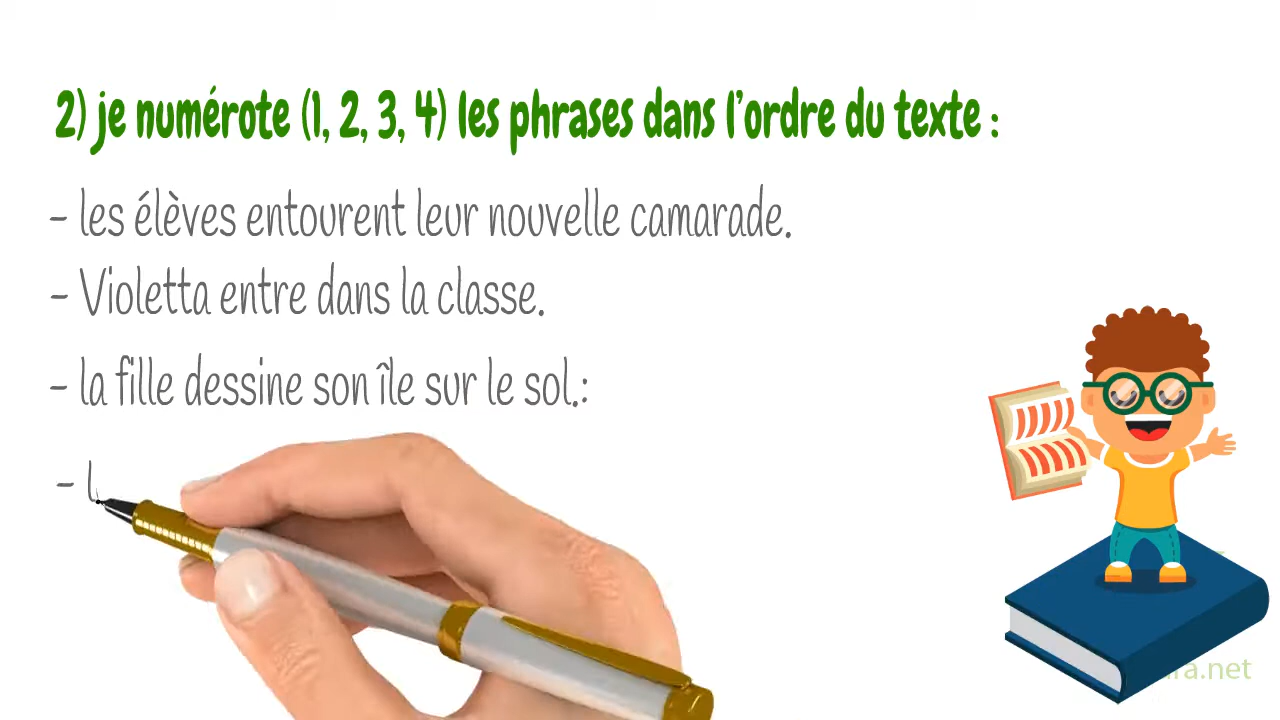 2) je numérote (1, 2, 3, 4) les phrases dans l'ordre du texte :
- les élèves entourent leur nouvelle camarade.
- Violetta entre dans la classe.
- la fille dessine son île sur le sol.:
- l